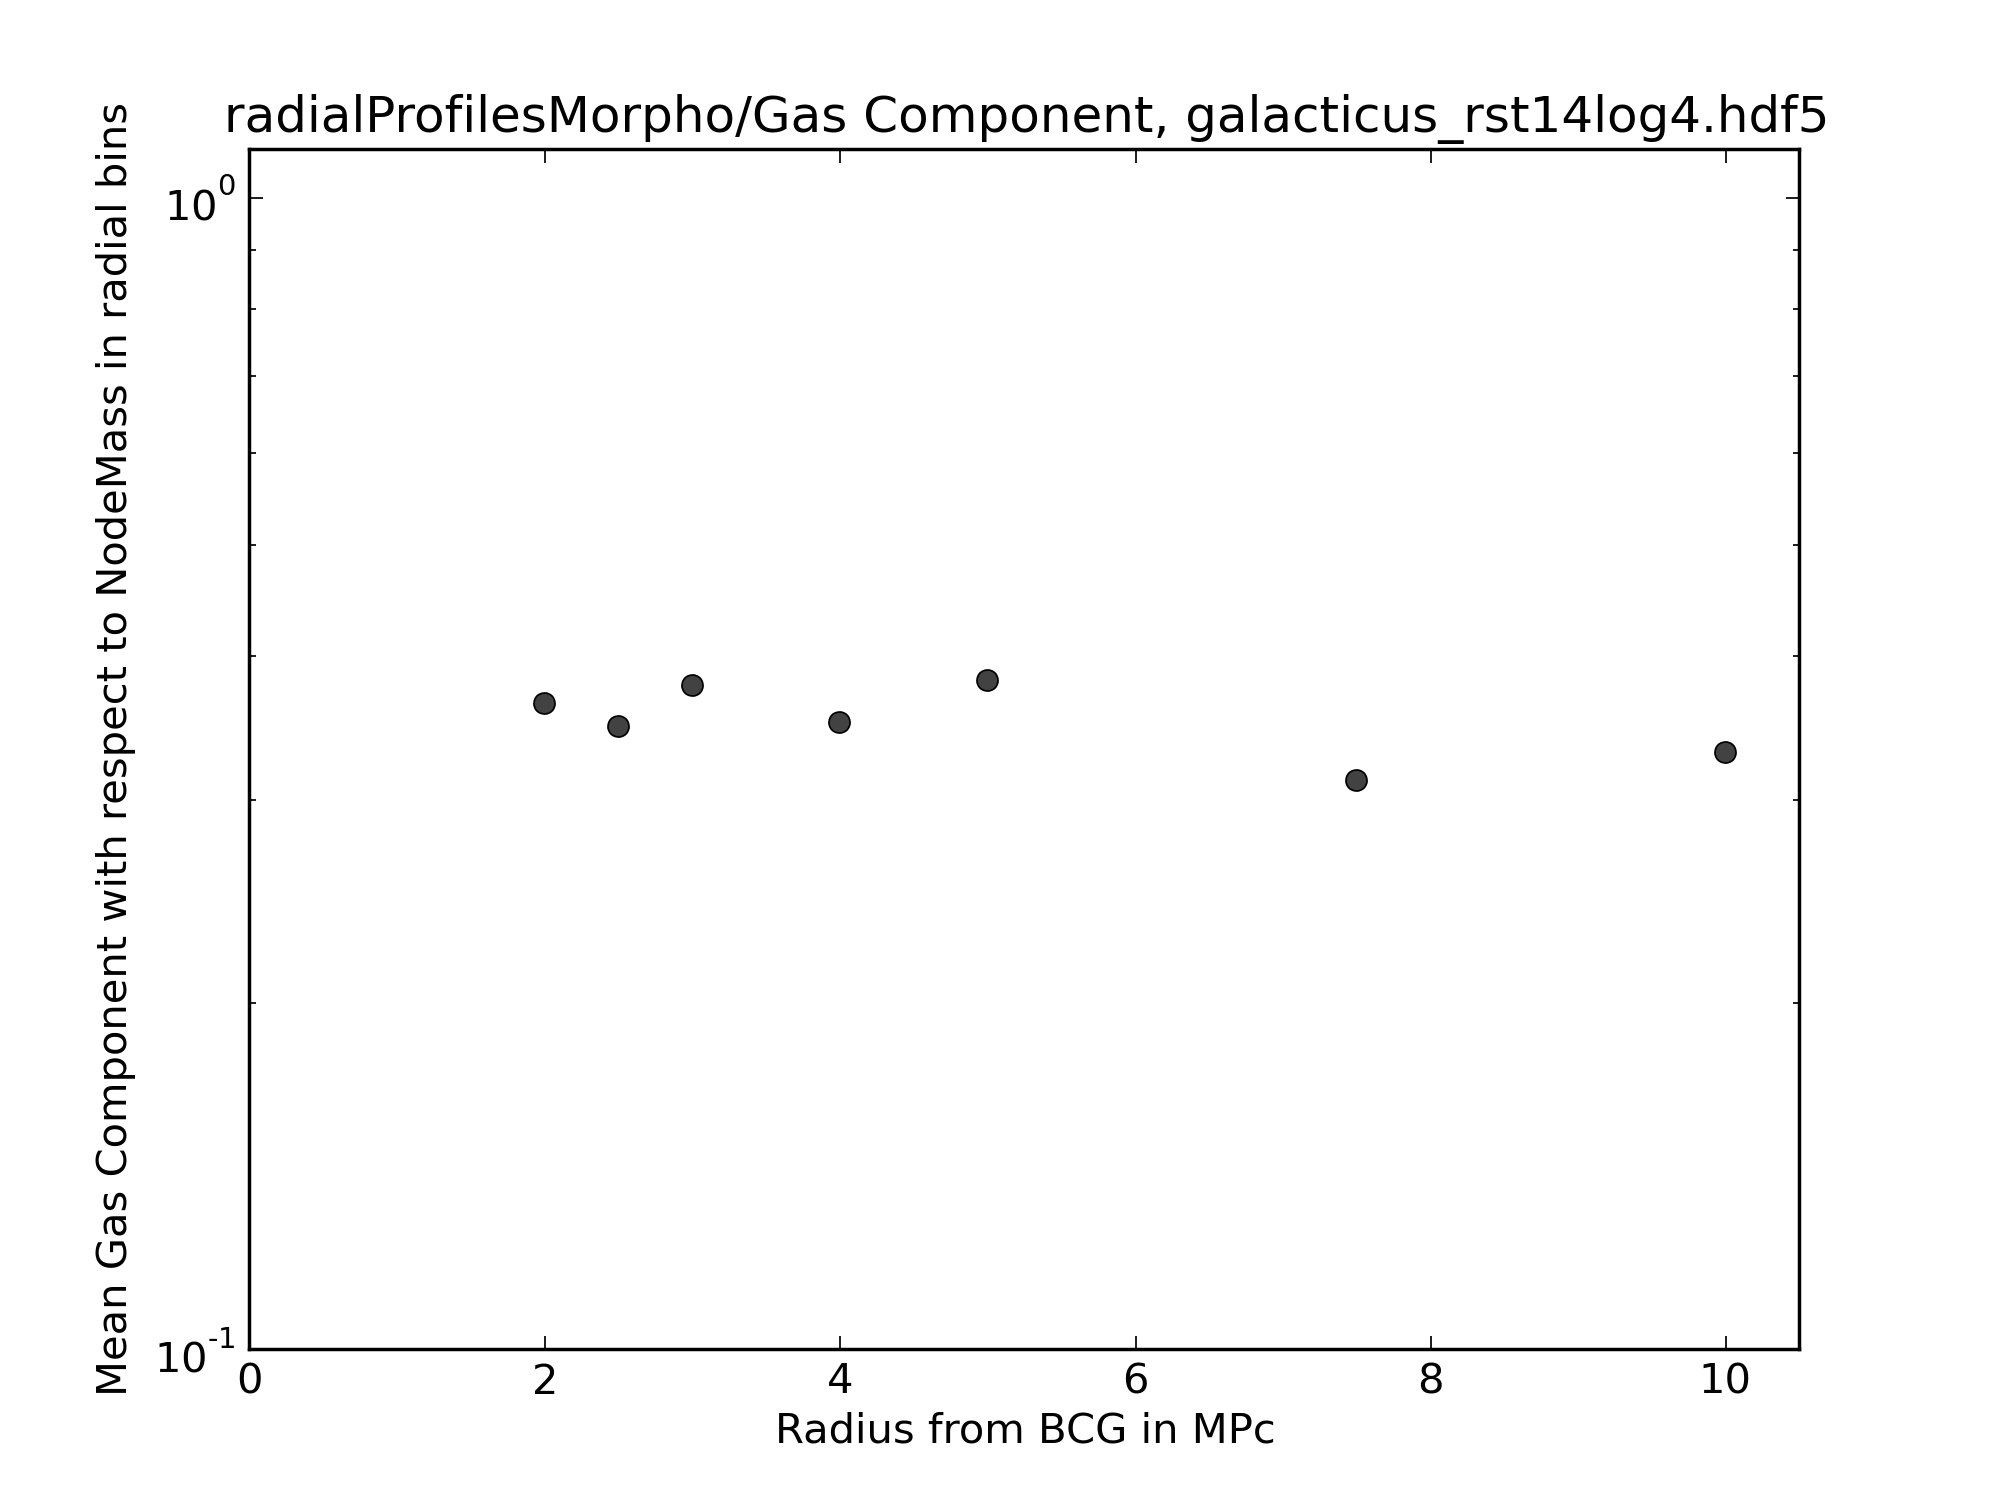 radialProfilesMorpho/Gas Component, galacticus_rst14log4.hdf5
Mean Gas Component with respect to NodeMass in radial bins
10^0
10^-1
0 2 4 6 8 10
Radius from BCG in MPc